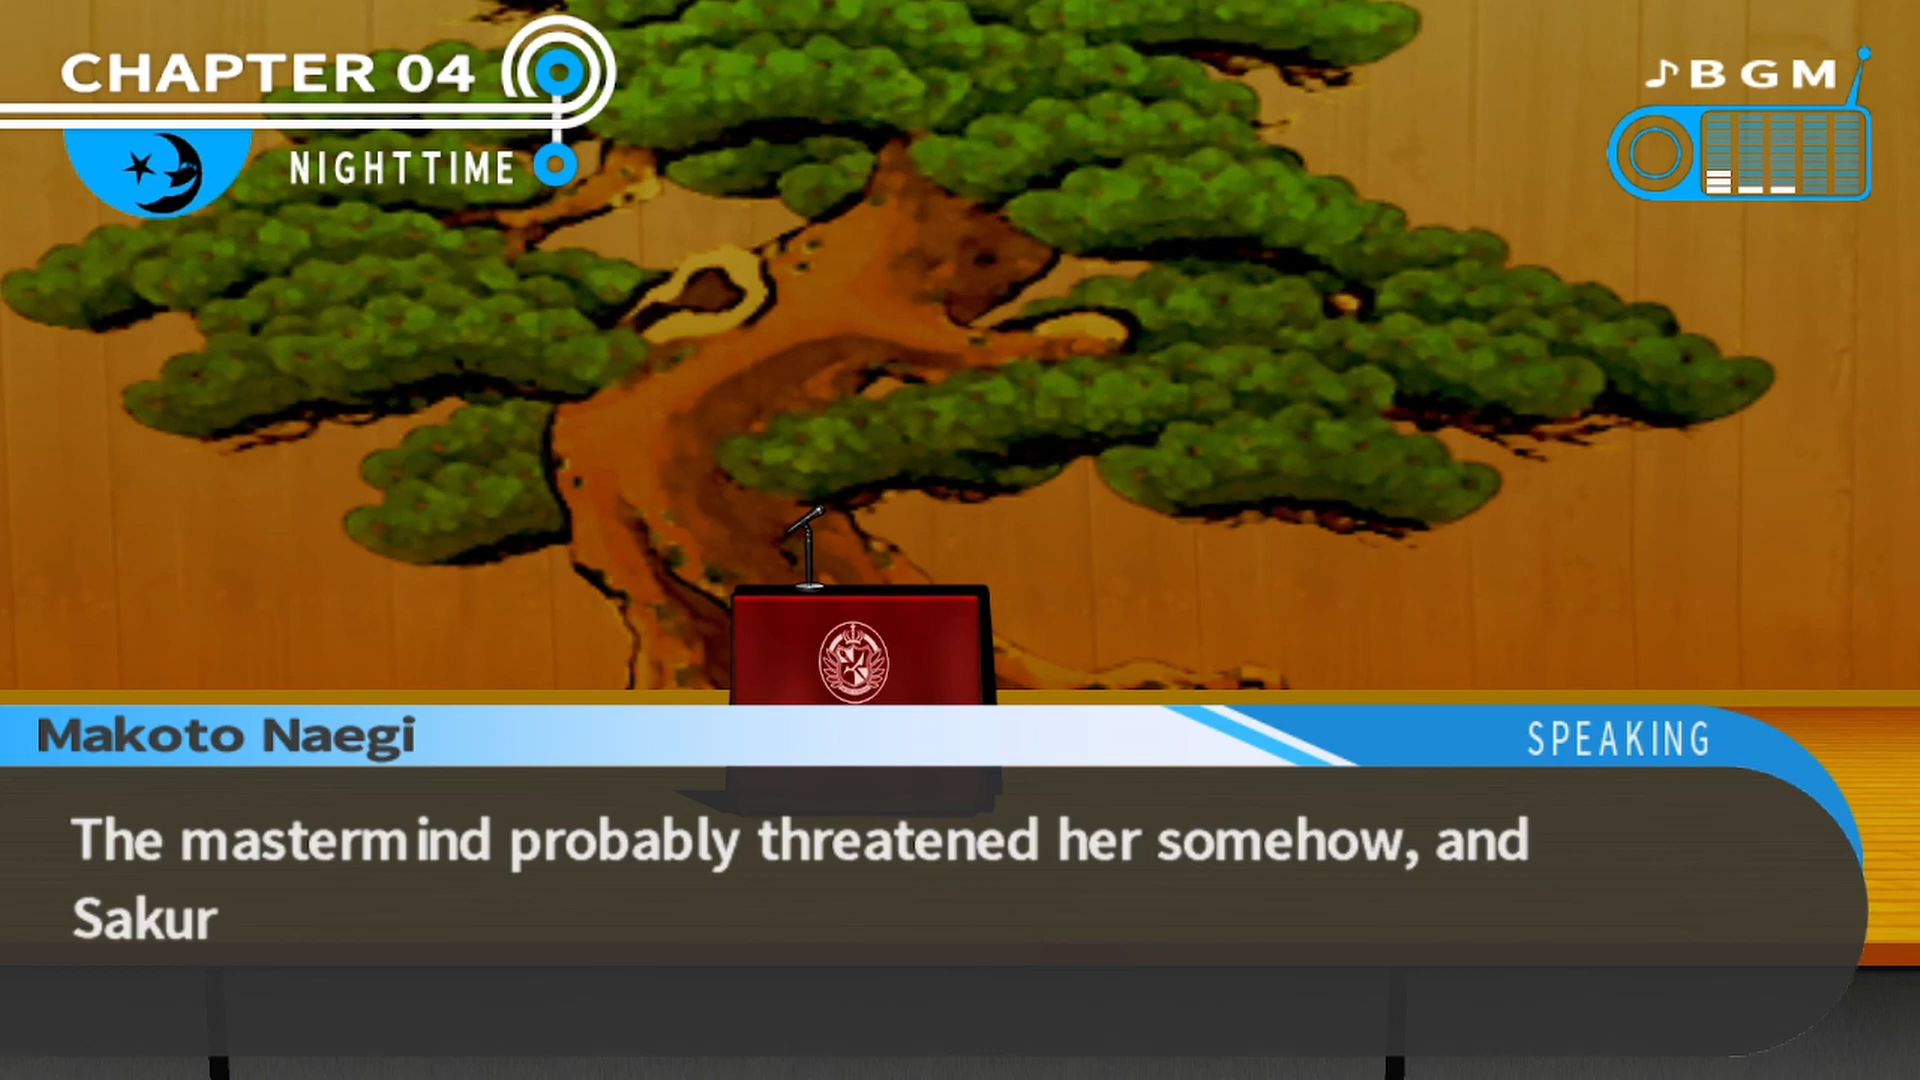 CHAPTER 04
NIGHTTIME
♪BGM
Makoto Naegi
SPEAKING
The mastermind probably threatened her somehow, and
Sakur